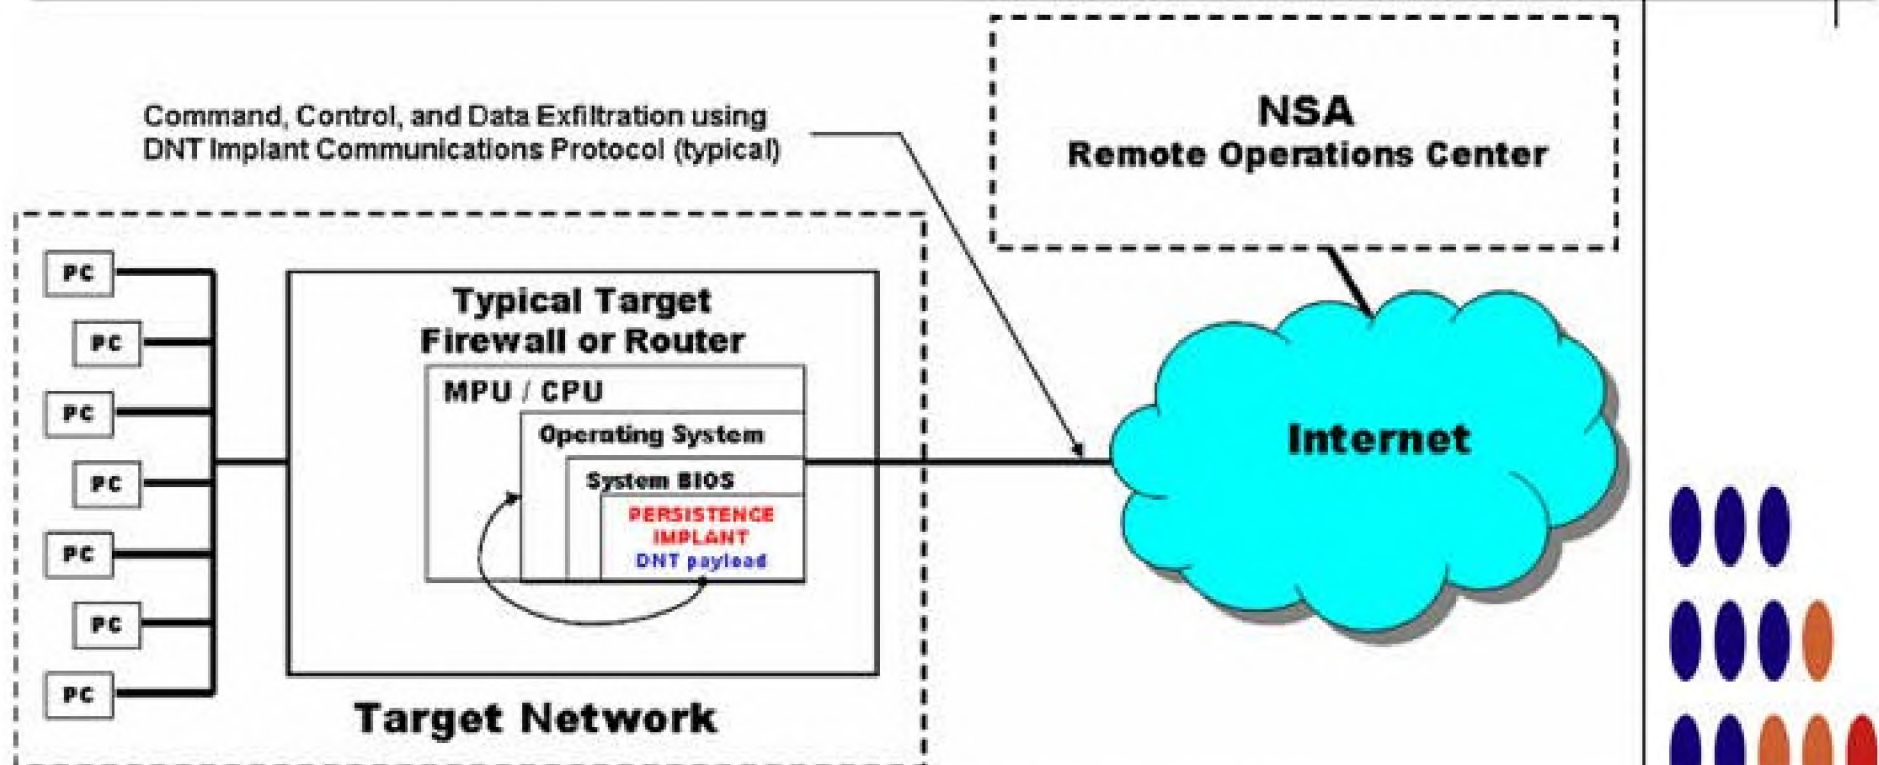 Command, Control, and Data Exfiltration using
DNT Implant Communications Protocol (typical)
NSA
Remote Operations Center
PC
PC
PC
PC
PC
PC
PC
Typical Target
Firewall or Router
MPU / CPU
Operating System
System BIOS
PERSISTENCE
IMPLANT
DNT payload
Internet
Target Network